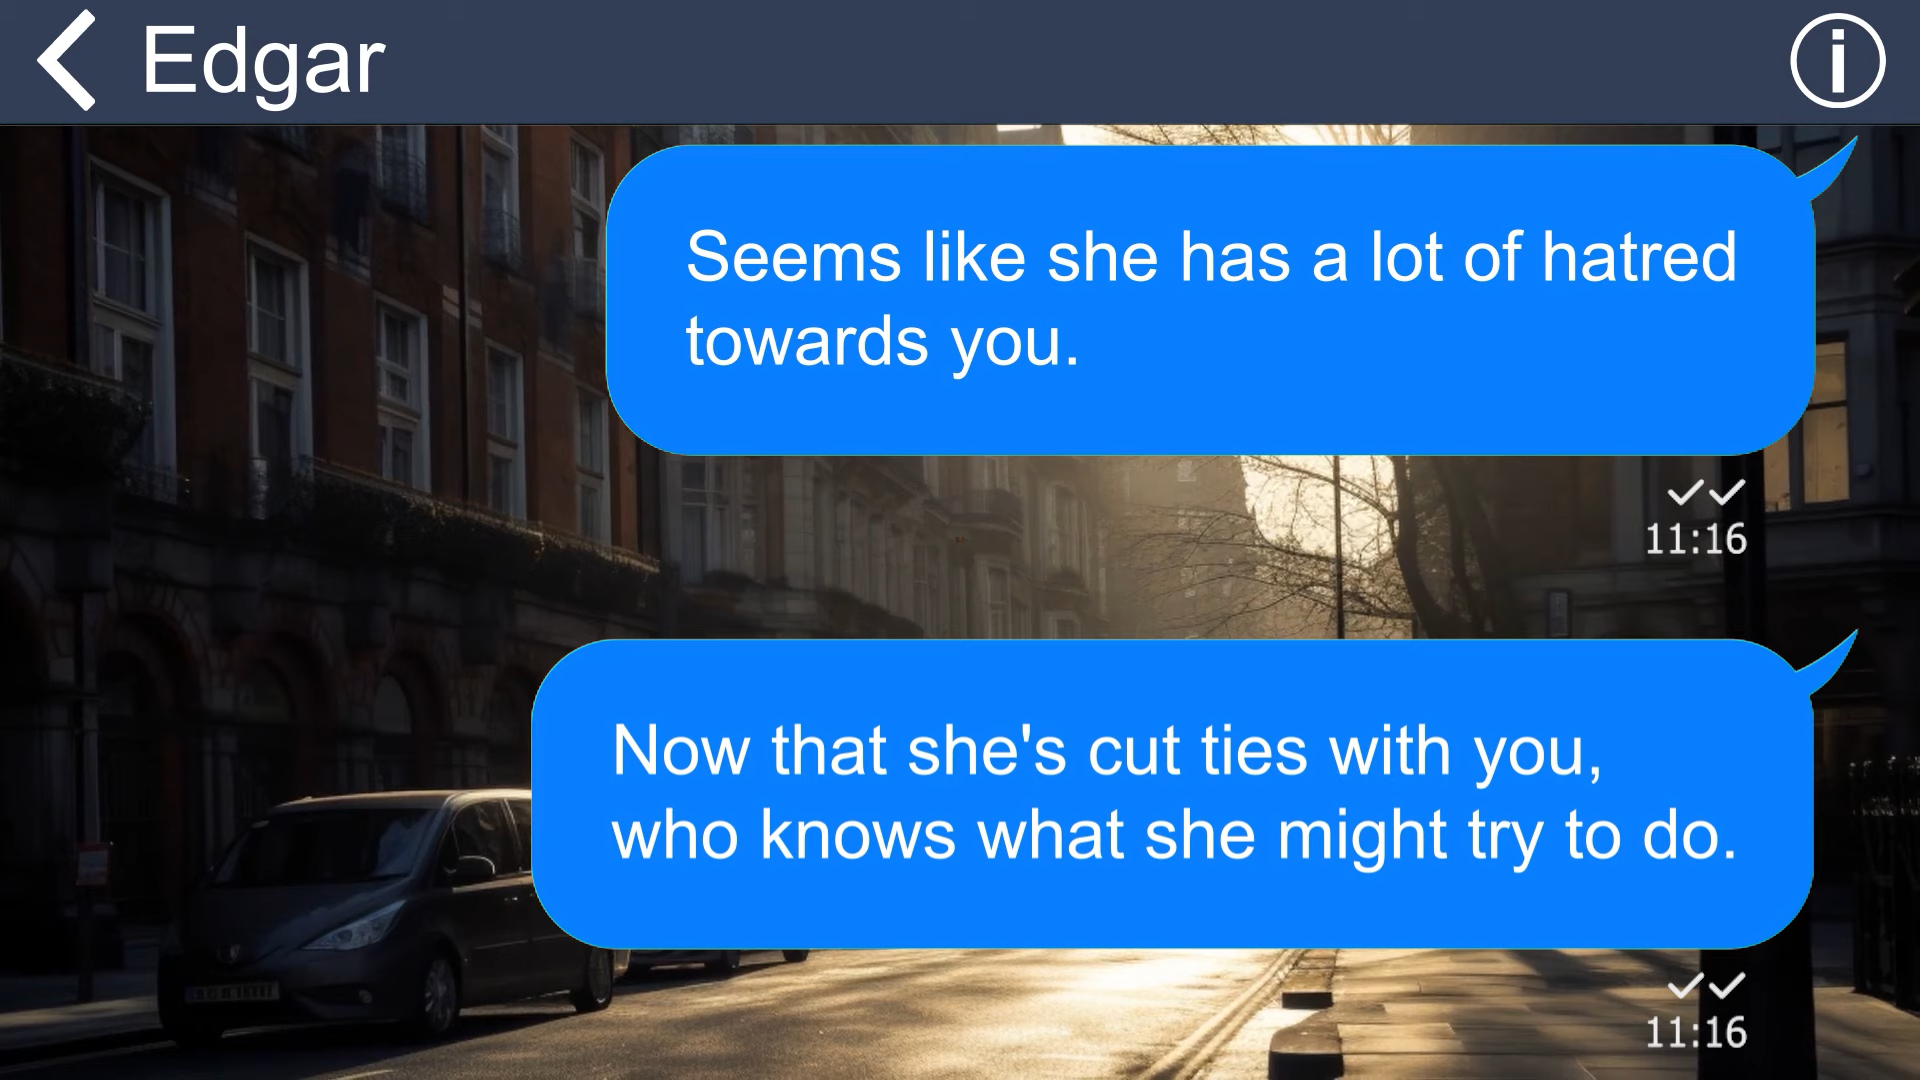 Edgar
Seems like she has a lot of hatred
towards you.
11:16
Now that she's cut ties with you,
who knows what she might try to do.
11:16